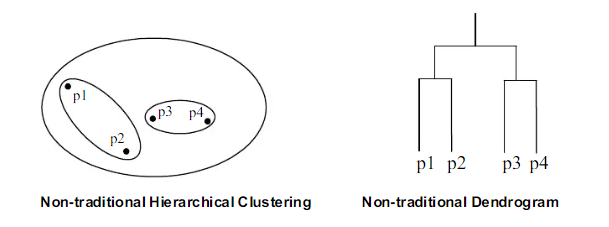 p1
p2
p3 p4
Non-traditional Hierarchical Clustering
p1 p2 p3 p4
Non-traditional Dendrogram